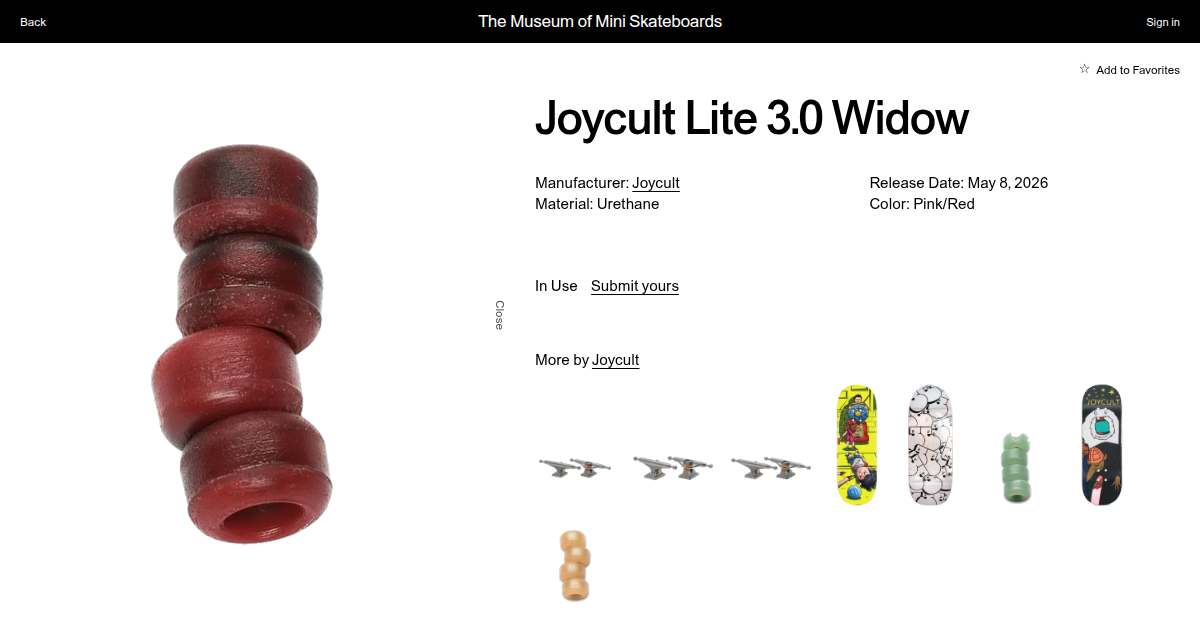 Back
The Museum of Mini Skateboards
Sign in
☆ Add to Favorites
Joycult Lite 3.0 Widow
Manufacturer: Joycult
Material: Urethane
Release Date: May 8, 2026
Color: Pink/Red
In Use Submit yours
Close
More by Joycult
JOYCULT